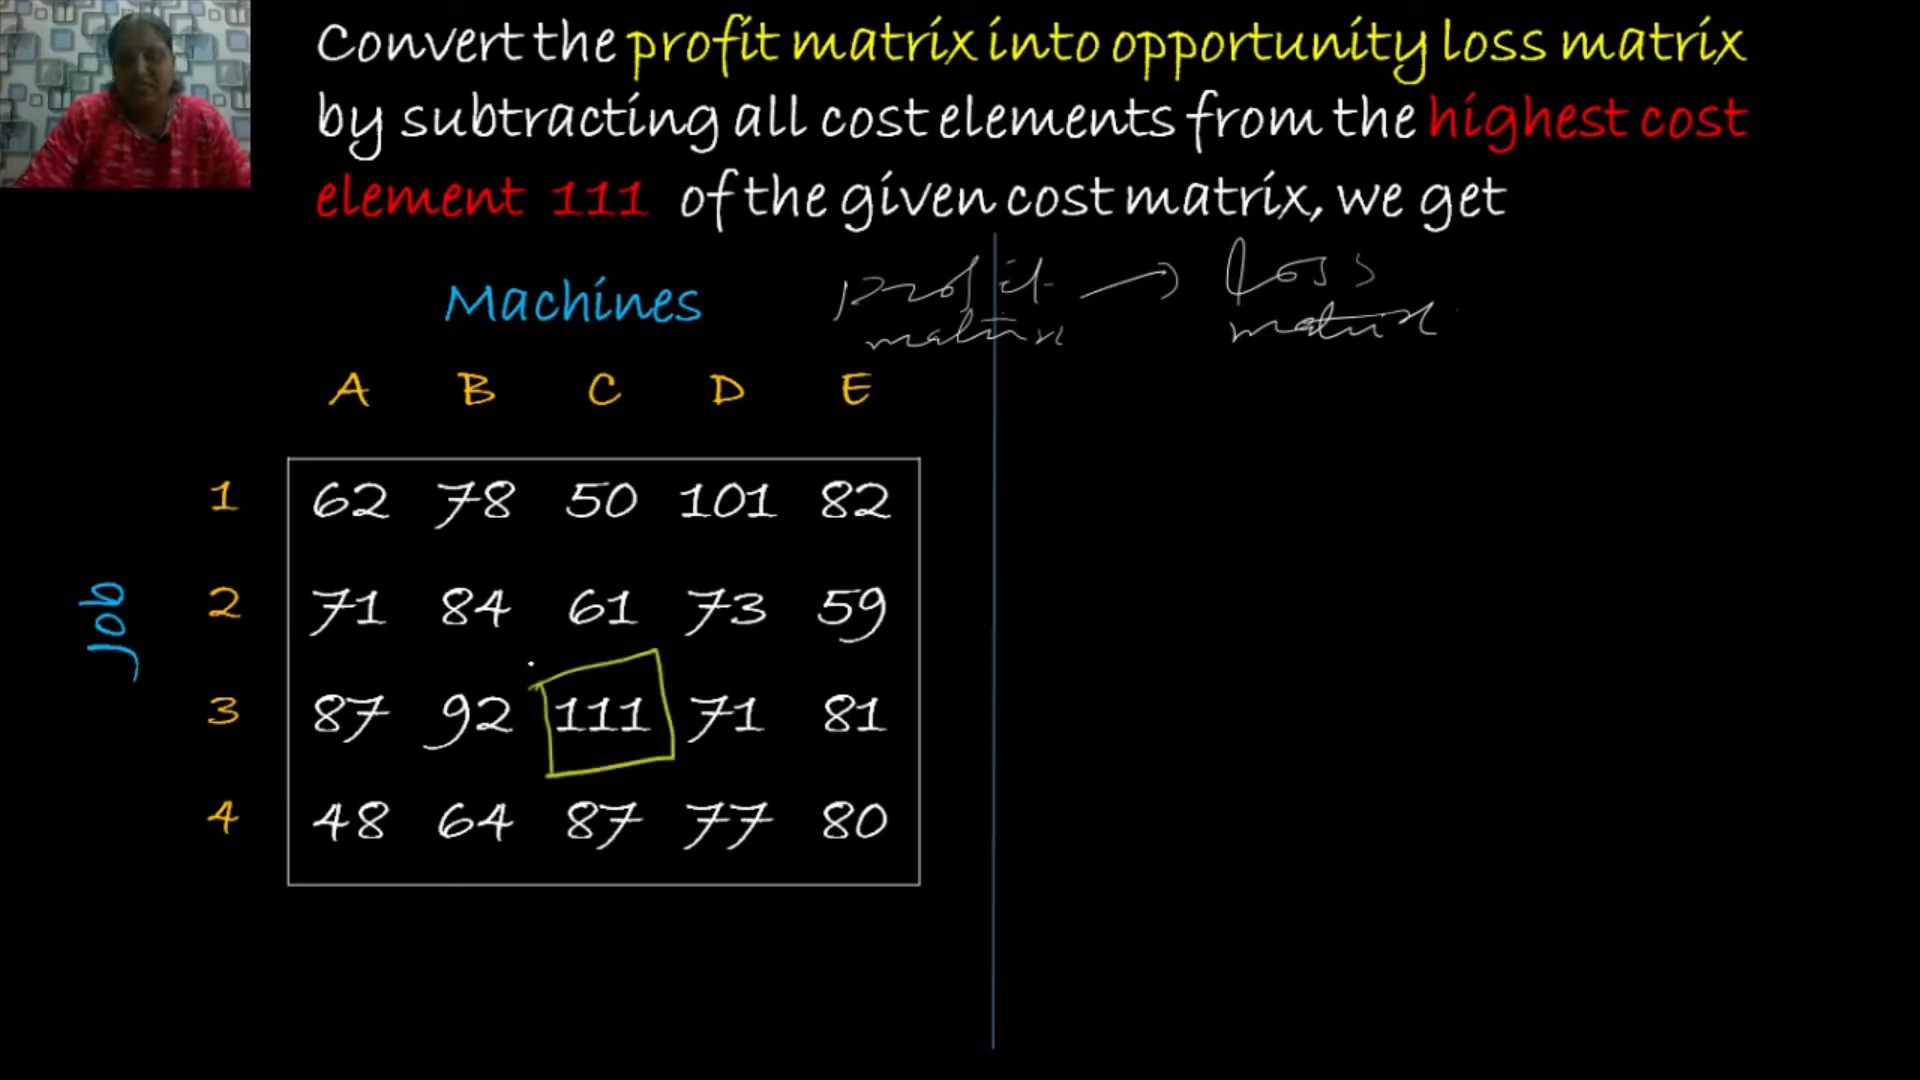 Convert the profit matrix into opportunity loss matrix
by subtracting all cost elements from the highest cost
element 111 of the given cost matrix, we get
profit → loss
matrix matrix
Machines
A B C D E
1 62 78 50 101 82
2 71 84 61 73 59
Job
3 87 92 111 71 81
4 48 64 87 77 80